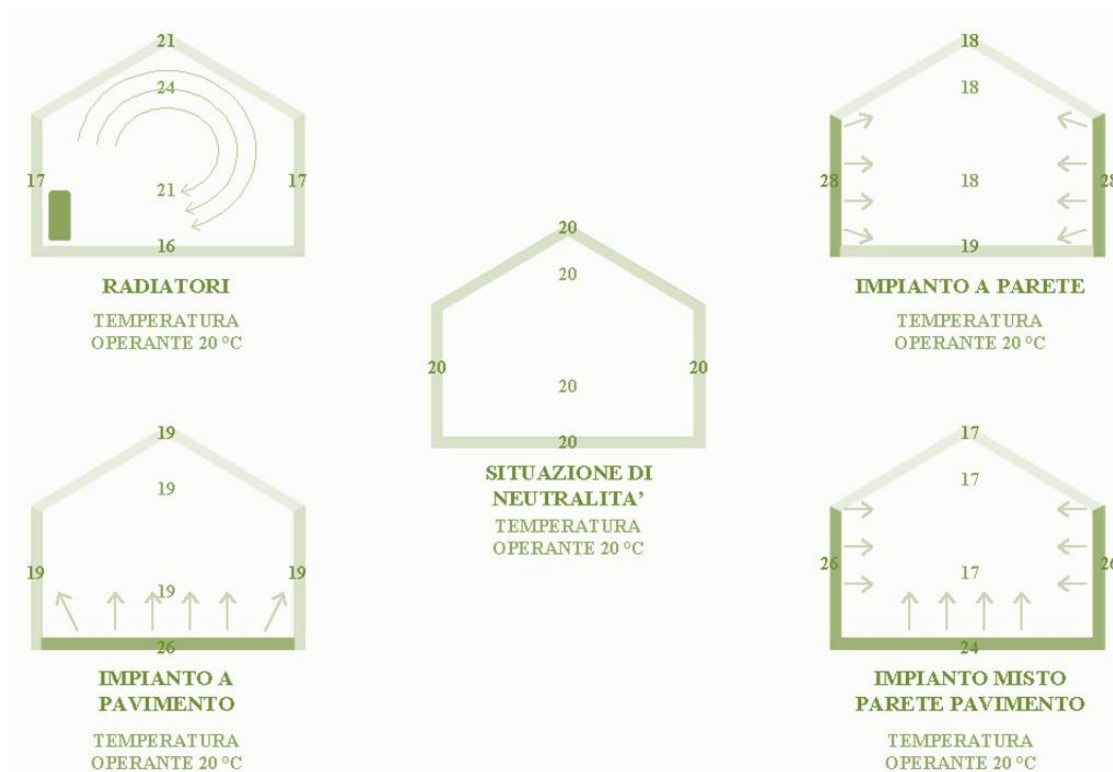 21
24
17
21
17
16
RADIATORI
TEMPERATURA
OPERANTE 20 °C
18
18
28
18
28
19
IMPIANTO A PARETE
TEMPERATURA
OPERANTE 20 °C
20
20
20
20
20
20
SITUAZIONE DI
NEUTRALITA’
TEMPERATURA
OPERANTE 20 °C
19
19
19
19
19
26
IMPIANTO A
PAVIMENTO
TEMPERATURA
OPERANTE 20 °C
17
17
26
17
26
24
IMPIANTO MISTO
PARETE PAVIMENTO
TEMPERATURA
OPERANTE 20 °C